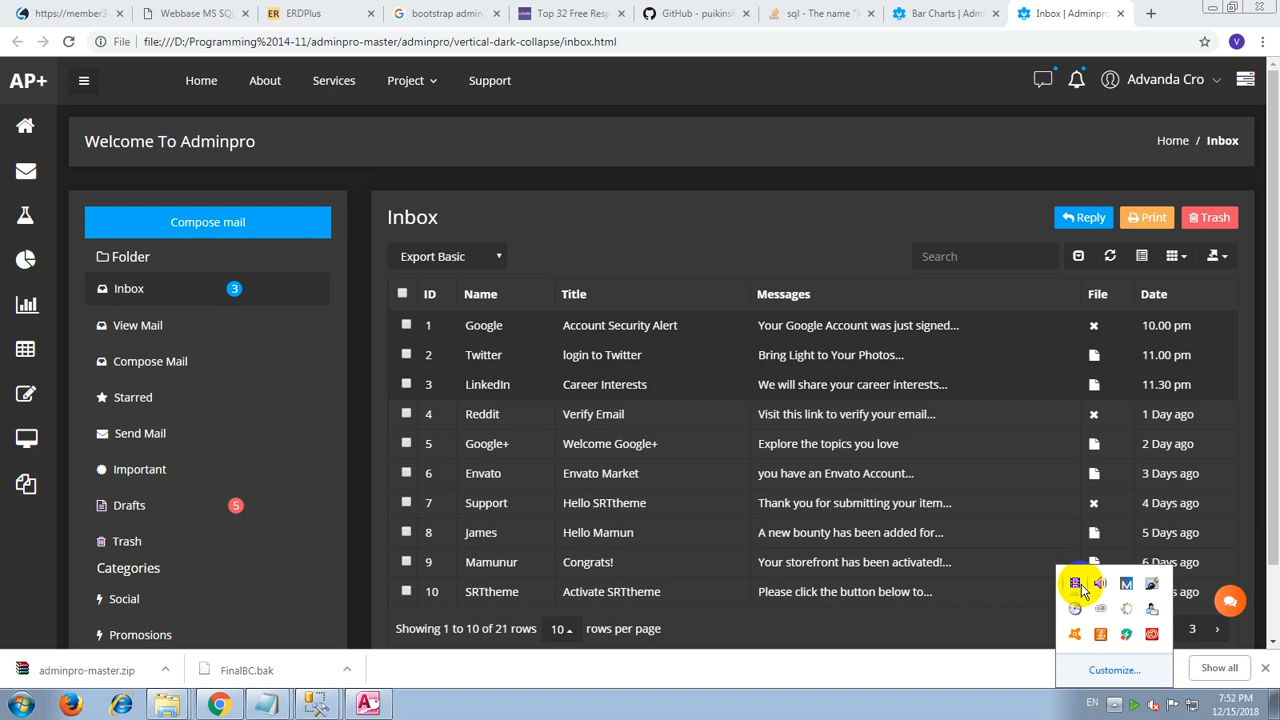 https://member3
Webbase MS SQ
ERDPlus
bootstrap admin
Top 32 Free Resp
GitHub - puikinsh
sql - The name "
Bar Charts | Adm
Inbox | Adminpro
File
file:///D:/Programming%2014-11/adminpro-master/adminpro/vertical-dark-collapse/inbox.html
V
AP+
Home
About
Services
Project
Support
Advanda Cro
Welcome To Adminpro
Home / Inbox
Compose mail
Folder
Inbox 3
View Mail
Compose Mail
Starred
Send Mail
Important
Drafts 5
Trash
Categories
Social
Promosions
Inbox
Reply
Print
Trash
Export Basic
Search
ID Name Title Messages File Date
1 Google Account Security Alert Your Google Account was just signed... 10.00 pm
2 Twitter login to Twitter Bring Light to Your Photos... 11.00 pm
3 LinkedIn Career Interests We will share your career interests... 11.30 pm
4 Reddit Verify Email Visit this link to verify your email... 1 Day ago
5 Google+ Welcome Google+ Explore the topics you love 2 Day ago
6 Envato Envato Market you have an Envato Account... 3 Days ago
7 Support Hello SRTtheme Thank you for submitting your item... 4 Days ago
8 James Hello Mamun A new bounty has been added for... 5 Days ago
9 Mamunur Congrats! Your storefront has been activated!... 6 Days ago
10 SRTtheme Activate SRTtheme Please click the button below to...
Showing 1 to 10 of 21 rows 10 rows per page
3 ›
Customize...
adminpro-master.zip
FinalBC.bak
Show all
EN
7:52 PM
12/15/2018